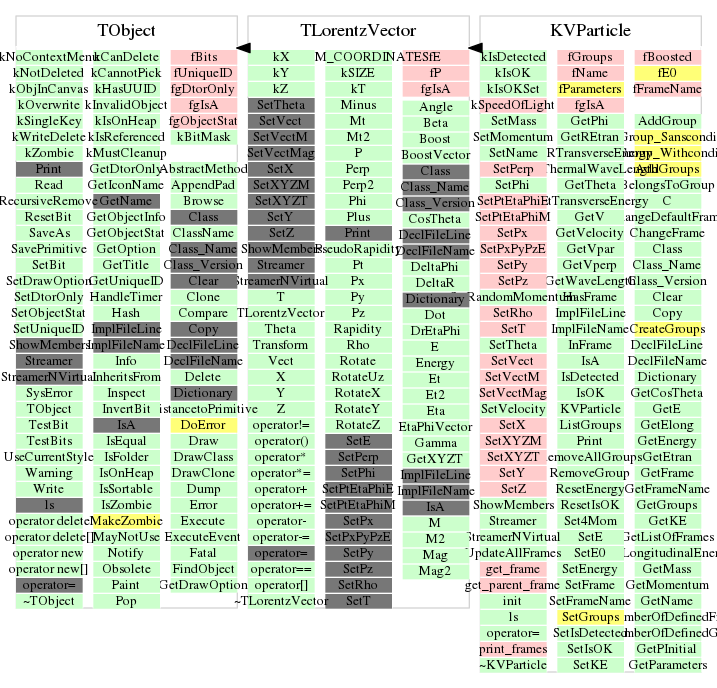 TObject
kNoContextMenu kCanDelete fBits
kNotDeleted kCannotPick fUniqueID
kObjInCanvas kHasUUID fgDtorOnly
kOverwrite kInvalidObject fgIsA
kSingleKey kIsOnHeap fgObjectStat
kWriteDelete kIsReferenced kBitMask
kZombie kMustCleanup
Print GetDtorOnly AbstractMethod
Read GetIconName AppendPad
RecursiveRemove GetName Browse
ResetBit GetObjectInfo Class
SaveAs GetObjectStat ClassName
SavePrimitive GetOption Class_Name
SetBit GetTitle Class_Version
SetDrawOption GetUniqueID Clear
SetDtorOnly HandleTimer Clone
SetObjectStat Hash Compare
SetUniqueID ImplFileLine Copy
ShowMembers ImplFileName DeclFileLine
Streamer Info DeclFileName
StreamerNVirtual InheritsFrom Delete
SysError Inspect Dictionary
TObject InvertBit istancetoPrimitive
TestBit IsA DoError
TestBits IsEqual Draw
UseCurrentStyle IsFolder DrawClass
Warning IsOnHeap DrawClone
Write IsSortable Dump
ls IsZombie Error
operator delete MakeZombie Execute
operator delete[] MayNotUse ExecuteEvent
operator new Notify Fatal
operator new[] Obsolete FindObject
operator= Paint GetDrawOption
~TObject Pop
TLorentzVector
kX M_COORDINATES fE
kY kSIZE fP
kZ kT fgIsA
SetTheta Minus Angle
SetVect Mt Beta
SetVectM Mt2 Boost
SetVectMag P BoostVector
SetX Perp Class
SetXYZM Perp2 Class_Name
SetXYZT Phi Class_Version
SetY Plus CosTheta
SetZ Print DeclFileLine
ShowMembers PseudoRapidity DeclFileName
Streamer Pt DeltaPhi
StreamerNVirtual Px DeltaR
T Py Dictionary
TLorentzVector Pz Dot
Theta Rapidity DrEtaPhi
Transform Rho E
Vect Rotate Energy
X RotateUz Et
Y RotateX Et2
Z RotateY Eta
operator!= RotateZ EtaPhiVector
operator() SetE Gamma
operator* SetPerp GetXYZT
operator*= SetPhi ImplFileLine
operator+ SetPtEtaPhiE ImplFileName
operator+= SetPtEtaPhiM IsA
operator- SetPx M
operator-= SetPxPyPzE M2
operator= SetPy Mag
operator== SetPz Mag2
operator[] SetRho
~TLorentzVector SetT
KVParticle
kIsDetected fGroups fBoosted
kIsOK fName fE0
kIsOKSet fParameters fFrameName
kSpeedOfLight fgIsA
SetMass GetPhi AddGroup
SetMomentum GetREtran Group_Sanscondit
SetName RTransverseEnergy Group_Withcondit
SetPerp ThermalWaveLength AddGroups
SetPhi GetTheta BelongsToGroup
SetPtEtaPhiE tTransverseEnergy C
SetPtEtaPhiM GetV angeDefaultFram
SetPx GetVelocity ChangeFrame
SetPxPyPzE GetVpar Class
SetPy GetVperp Class_Name
SetPz GetWaveLength Class_Version
RandomMomentum HasFrame Clear
SetRho ImplFileLine Copy
SetT ImplFileName CreateGroups
SetTheta InFrame DeclFileLine
SetVect IsA DeclFileName
SetVectM IsDetected Dictionary
SetVectMag IsOK GetCosTheta
SetVelocity KVParticle GetE
SetX ListGroups GetElong
SetXYZM Print GetEnergy
SetXYZT emoveAllGroups GetEtran
SetY RemoveGroup GetFrame
SetZ ResetEnergy GetFrameName
ShowMembers ResetIsOK GetGroups
Streamer Set4Mom GetKE
StreamerNVirtual SetE GetListOfFrames
UpdateAllFrames SetE0 LongitudinalEner
get_frame SetEnergy GetMass
get_parent_frame SetFrame GetMomentum
init SetFrameName GetName
ls SetGroups mberOfDefinedF
operator= SetIsDetected mberOfDefinedG
print_frames SetIsOK GetPInitial
~KVParticle SetKE GetParameters